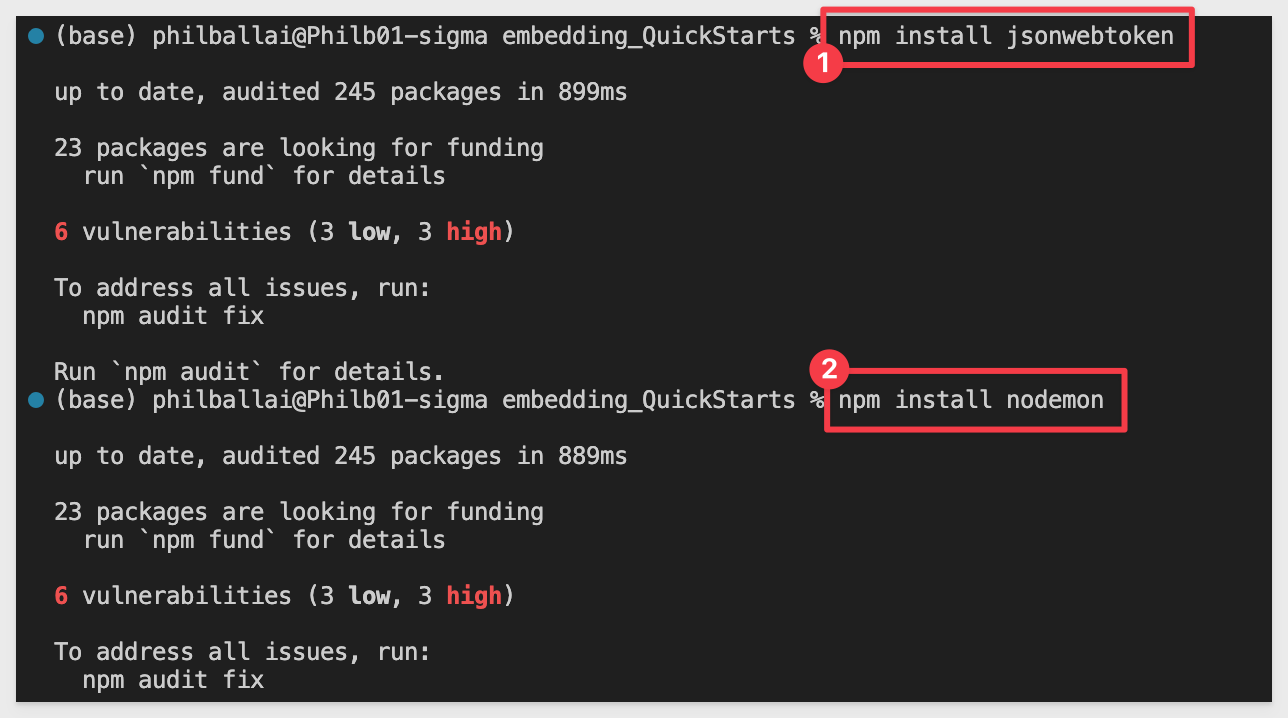 (base) philballai@Philb01-sigma embedding_QuickStarts % npm install jsonwebtoken
1
up to date, audited 245 packages in 899ms
23 packages are looking for funding
run `npm fund` for details
6 vulnerabilities (3 low, 3 high)
To address all issues, run:
npm audit fix
Run `npm audit` for details.
2
(base) philballai@Philb01-sigma embedding_QuickStarts % npm install nodemon
up to date, audited 245 packages in 889ms
23 packages are looking for funding
run `npm fund` for details
6 vulnerabilities (3 low, 3 high)
To address all issues, run:
npm audit fix